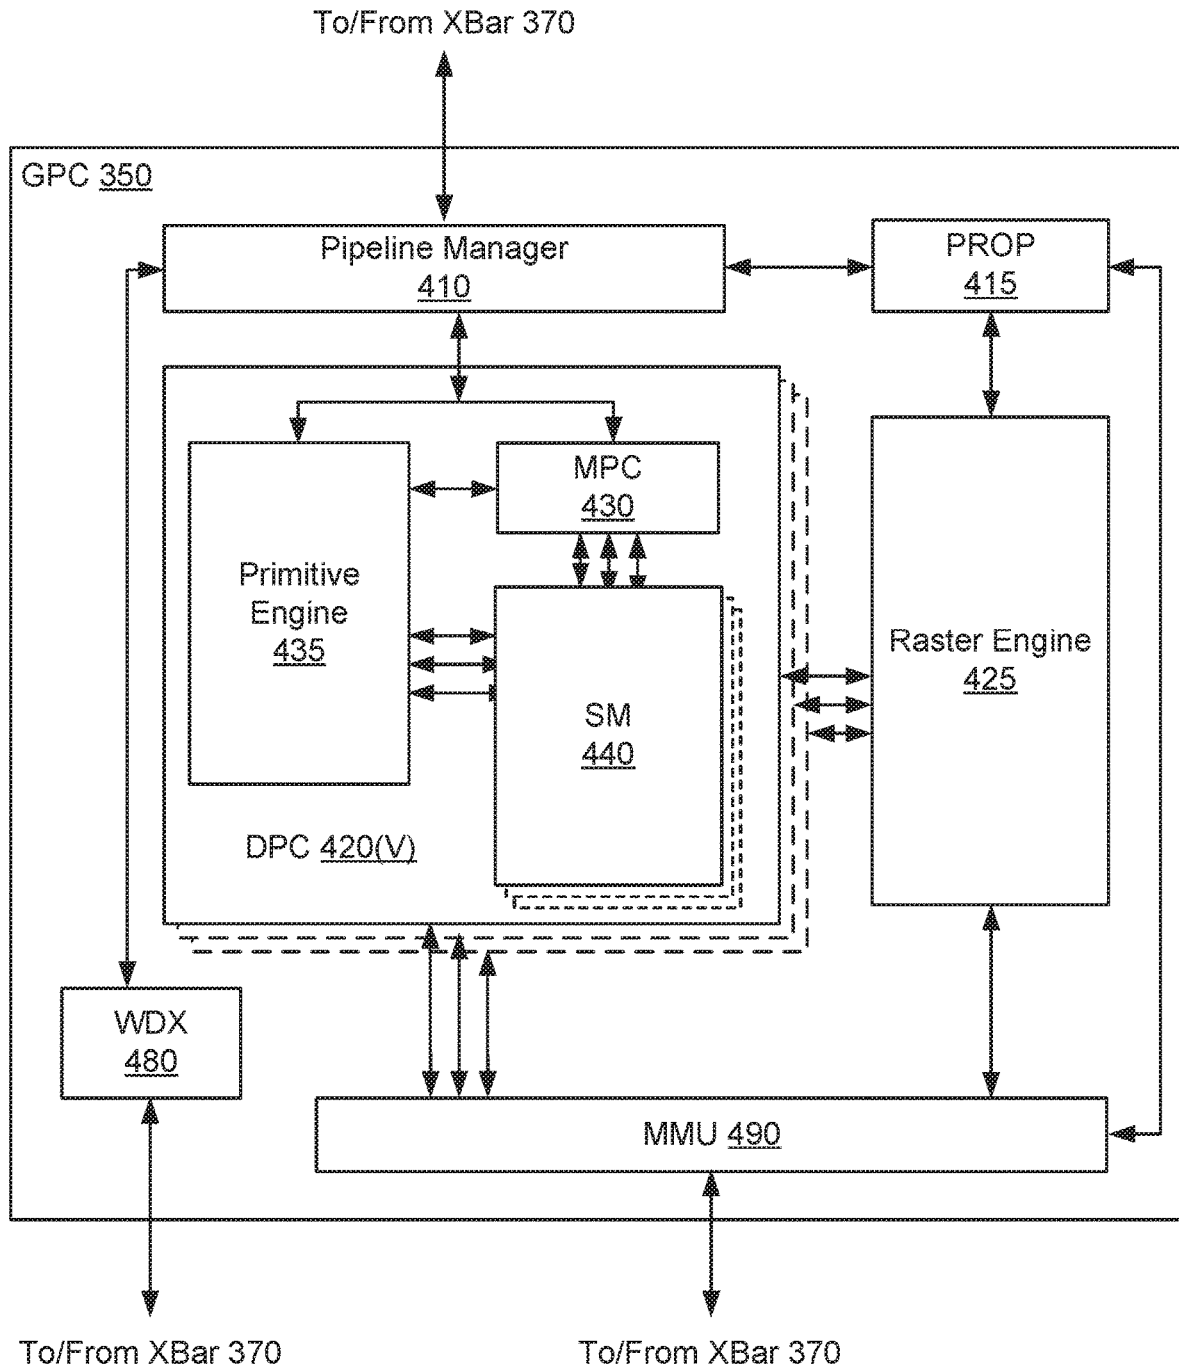 To/From XBar 370
GPC 350
Pipeline Manager
410
PROP
415
MPC
430
Primitive
Engine
435
SM
440
Raster Engine
425
DPC 420(V)
WDX
480
MMU 490
To/From XBar 370
To/From XBar 370